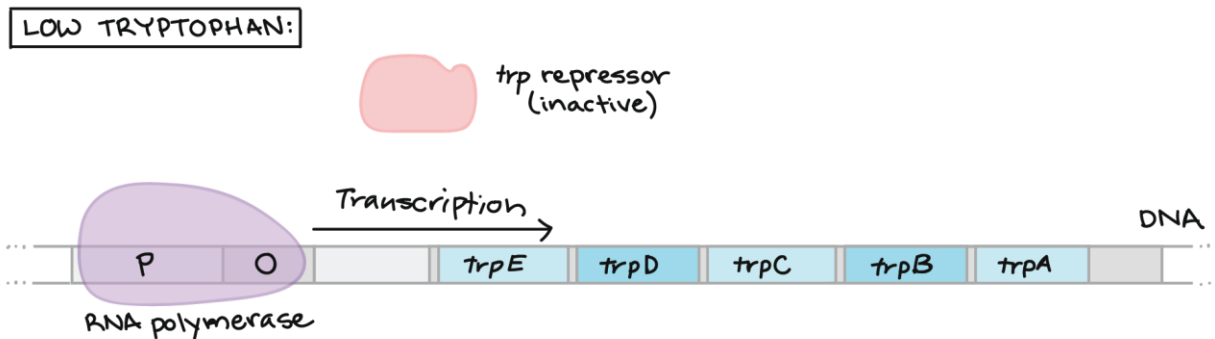 LOW TRYPTOPHAN:
trp repressor
(inactive)
Transcription
DNA
P O trpE trpD trpC trpB trpA
RNA polymerase